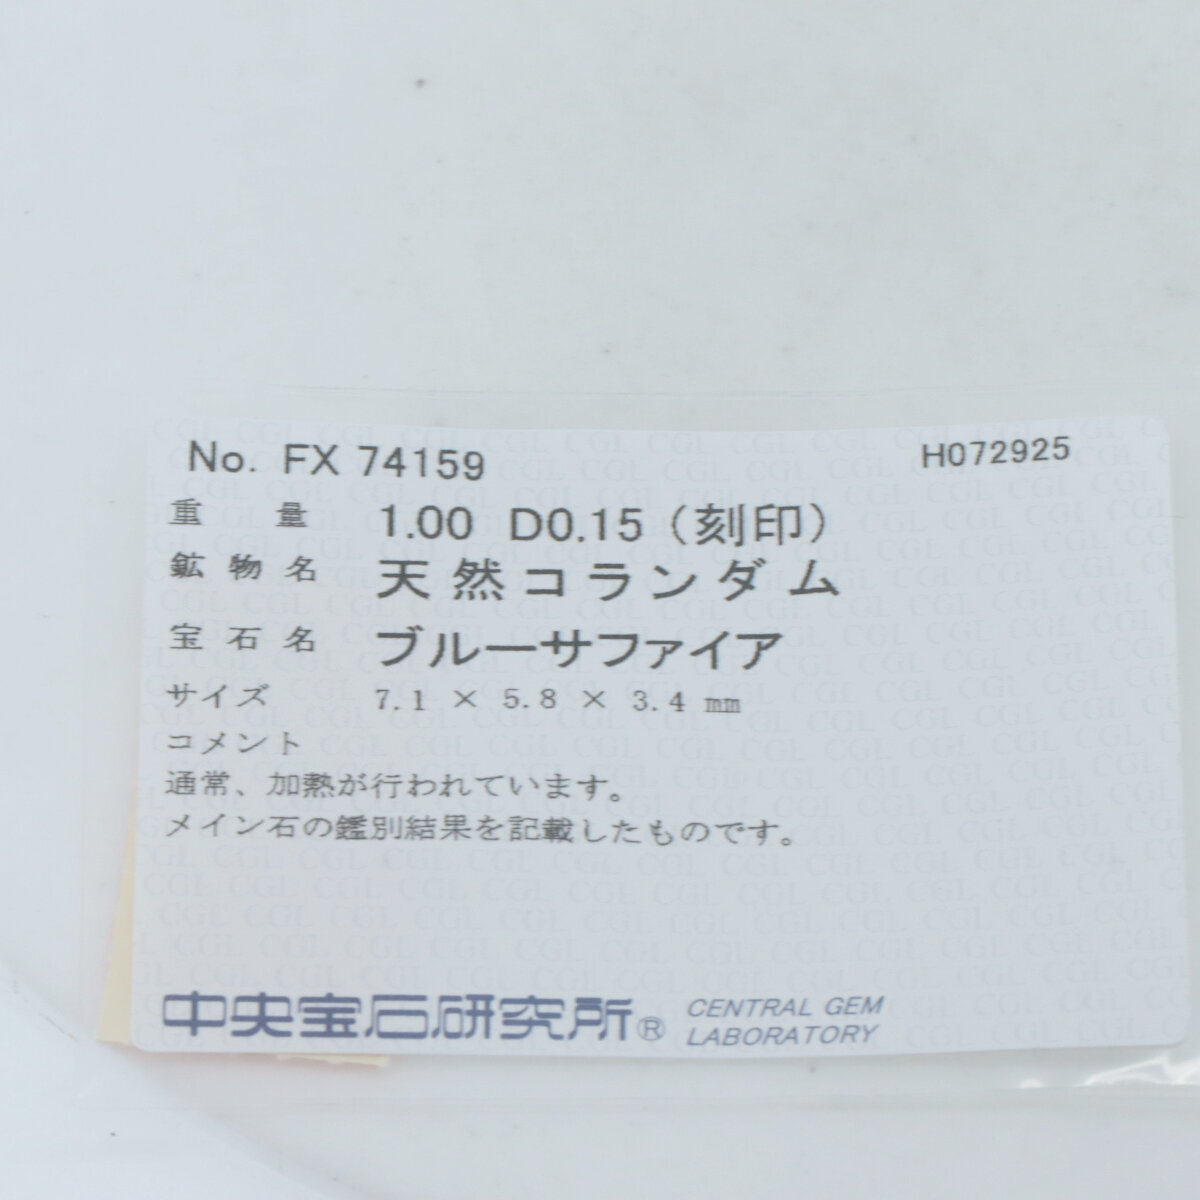 No. FX 74159 H072925
重 量 1.00 D0.15（刻印）
鉱 物 名 天然コランダム
宝 石 名 ブルーサファイア
サイズ 7.1 × 5.8 × 3.4 mm
コメント
通常、加熱が行われています。
メイン石の鑑別結果を記載したものです。
中央宝石研究所® CENTRAL GEM
LABORATORY